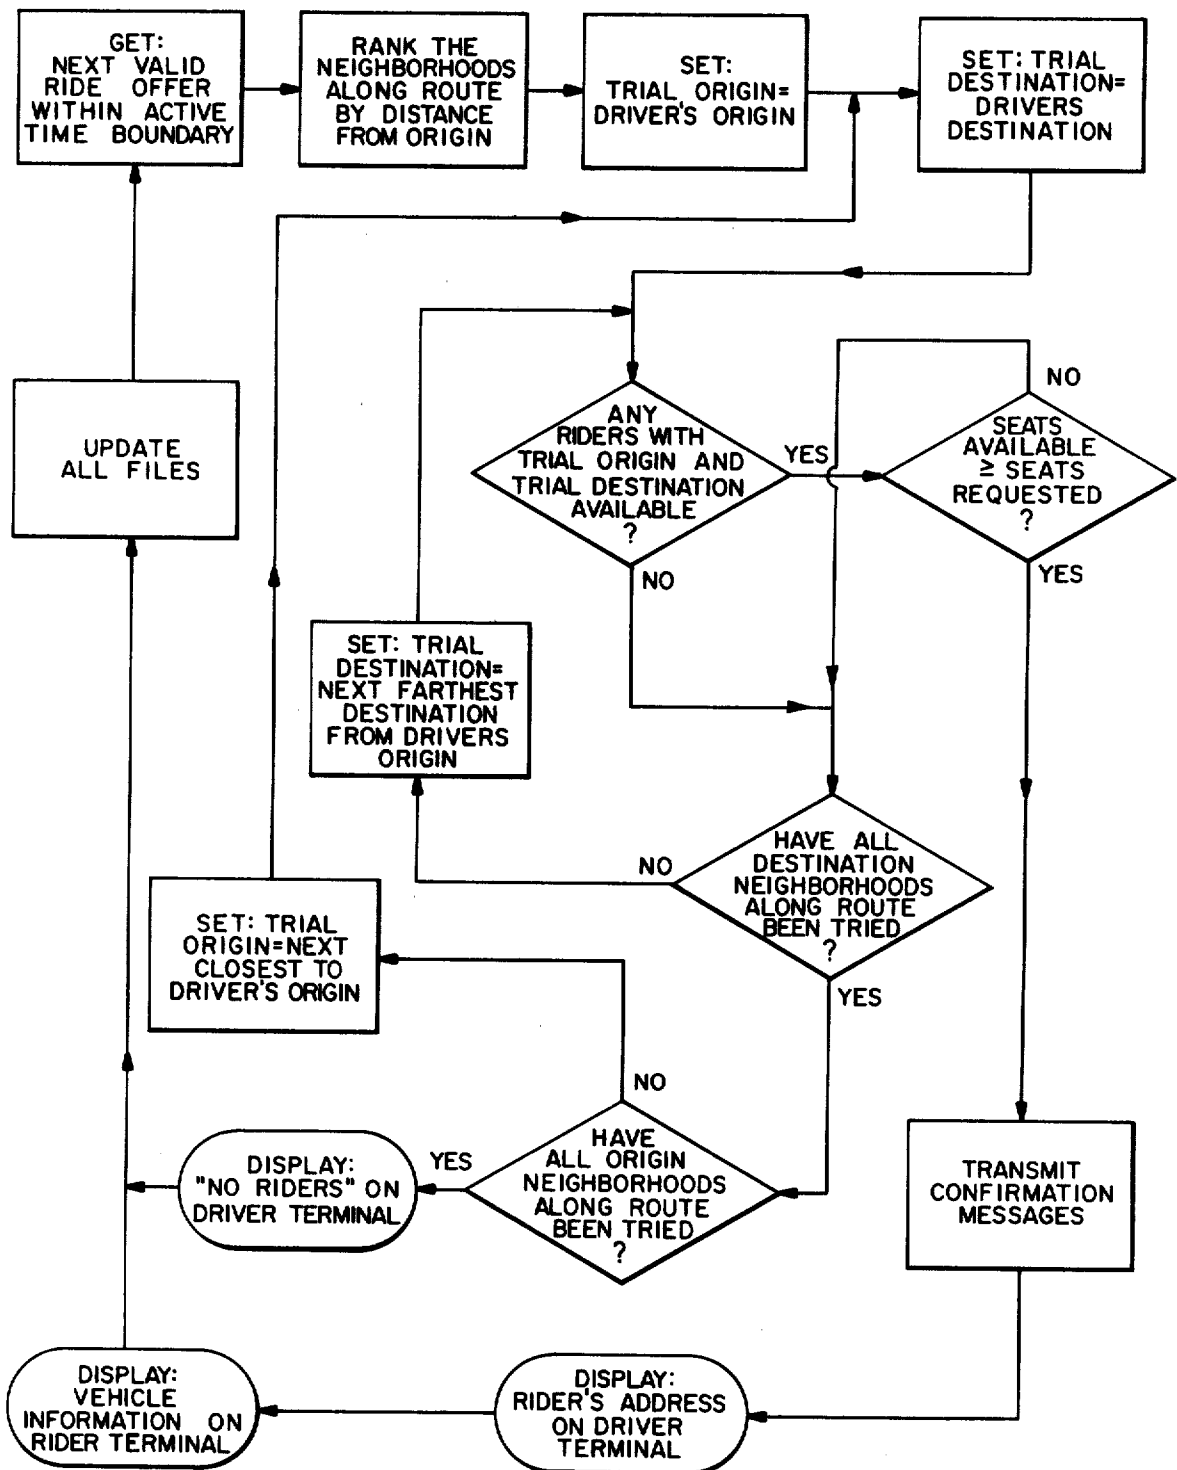 GET:
NEXT VALID
RIDE OFFER
WITHIN ACTIVE
TIME BOUNDARY
RANK THE
NEIGHBORHOODS
ALONG ROUTE
BY DISTANCE
FROM ORIGIN
SET:
TRIAL ORIGIN=
DRIVER'S ORIGIN
SET: TRIAL
DESTINATION=
DRIVERS
DESTINATION
UPDATE
ALL FILES
ANY
RIDERS WITH
TRIAL ORIGIN AND
TRIAL DESTINATION
AVAILABLE
?
YES
NO
NO
SEATS
AVAILABLE
≥ SEATS
REQUESTED
?
YES
SET: TRIAL
DESTINATION=
NEXT FARTHEST
DESTINATION
FROM DRIVERS
ORIGIN
NO
HAVE ALL
DESTINATION
NEIGHBORHOODS
ALONG ROUTE
BEEN TRIED
?
YES
SET: TRIAL
ORIGIN=NEXT
CLOSEST TO
DRIVER'S ORIGIN
NO
HAVE
ALL ORIGIN
NEIGHBORHOODS
ALONG ROUTE
BEEN TRIED
?
YES
DISPLAY:
"NO RIDERS" ON
DRIVER TERMINAL
TRANSMIT
CONFIRMATION
MESSAGES
DISPLAY:
VEHICLE
INFORMATION ON
RIDER TERMINAL
DISPLAY:
RIDER'S ADDRESS
ON DRIVER
TERMINAL